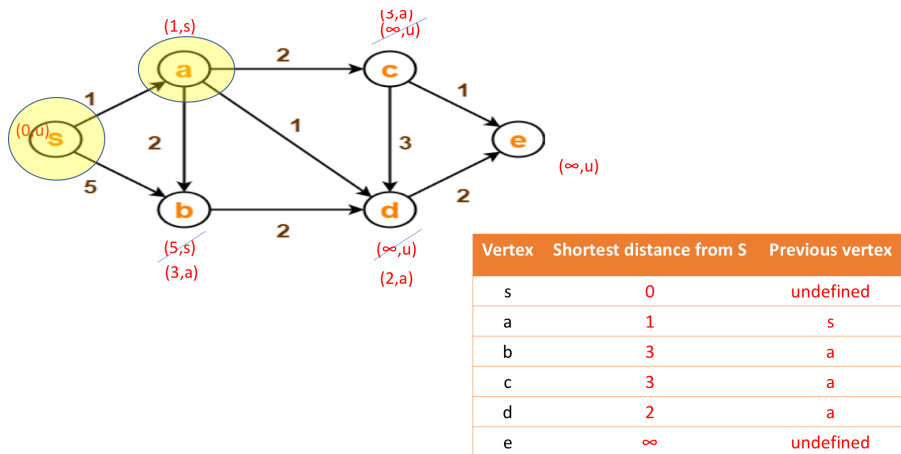 (3,a)
(1,s)
(∞,u)
2
a
c
1
1
(0,u)
s
2
1
3
e
5
(∞,u)
2
b
2
d
(5,s)
(∞,u)
(3,a)
(2,a)
Vertex Shortest distance from S Previous vertex
s 0 undefined
a 1 s
b 3 a
c 3 a
d 2 a
e ∞ undefined